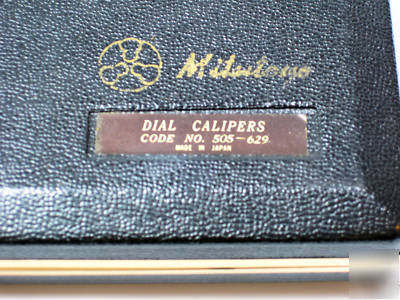 Mitutoyo
DIAL CALIPERS
CODE NO. 505-629
MADE IN JAPAN